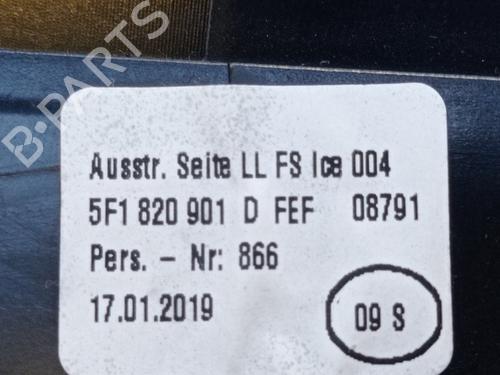 B-PARTS
Ausstr. Seite LL FS Ice 004
5F1 820 901 D FEF 08791
Pers. - Nr: 866
17.01.2019
09 S